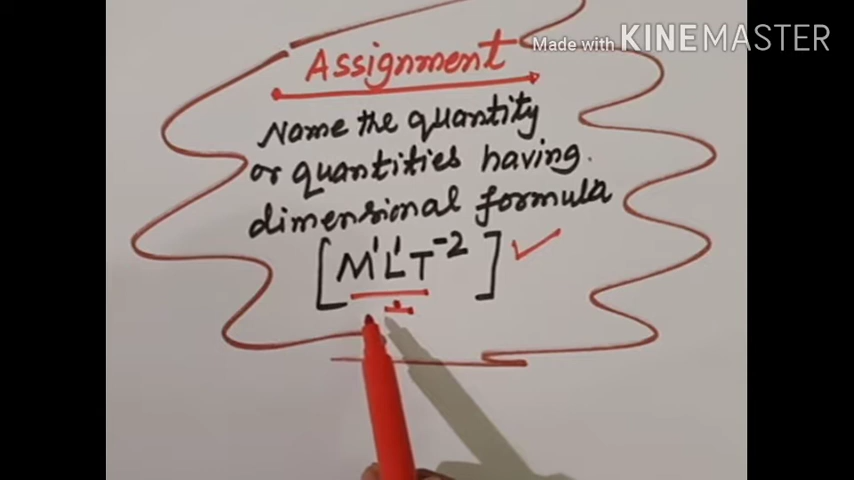 Made with KINEMASTER
Assignment
Name the quantity
or quantities having.
dimensional formula
[M¹L¹T⁻²]